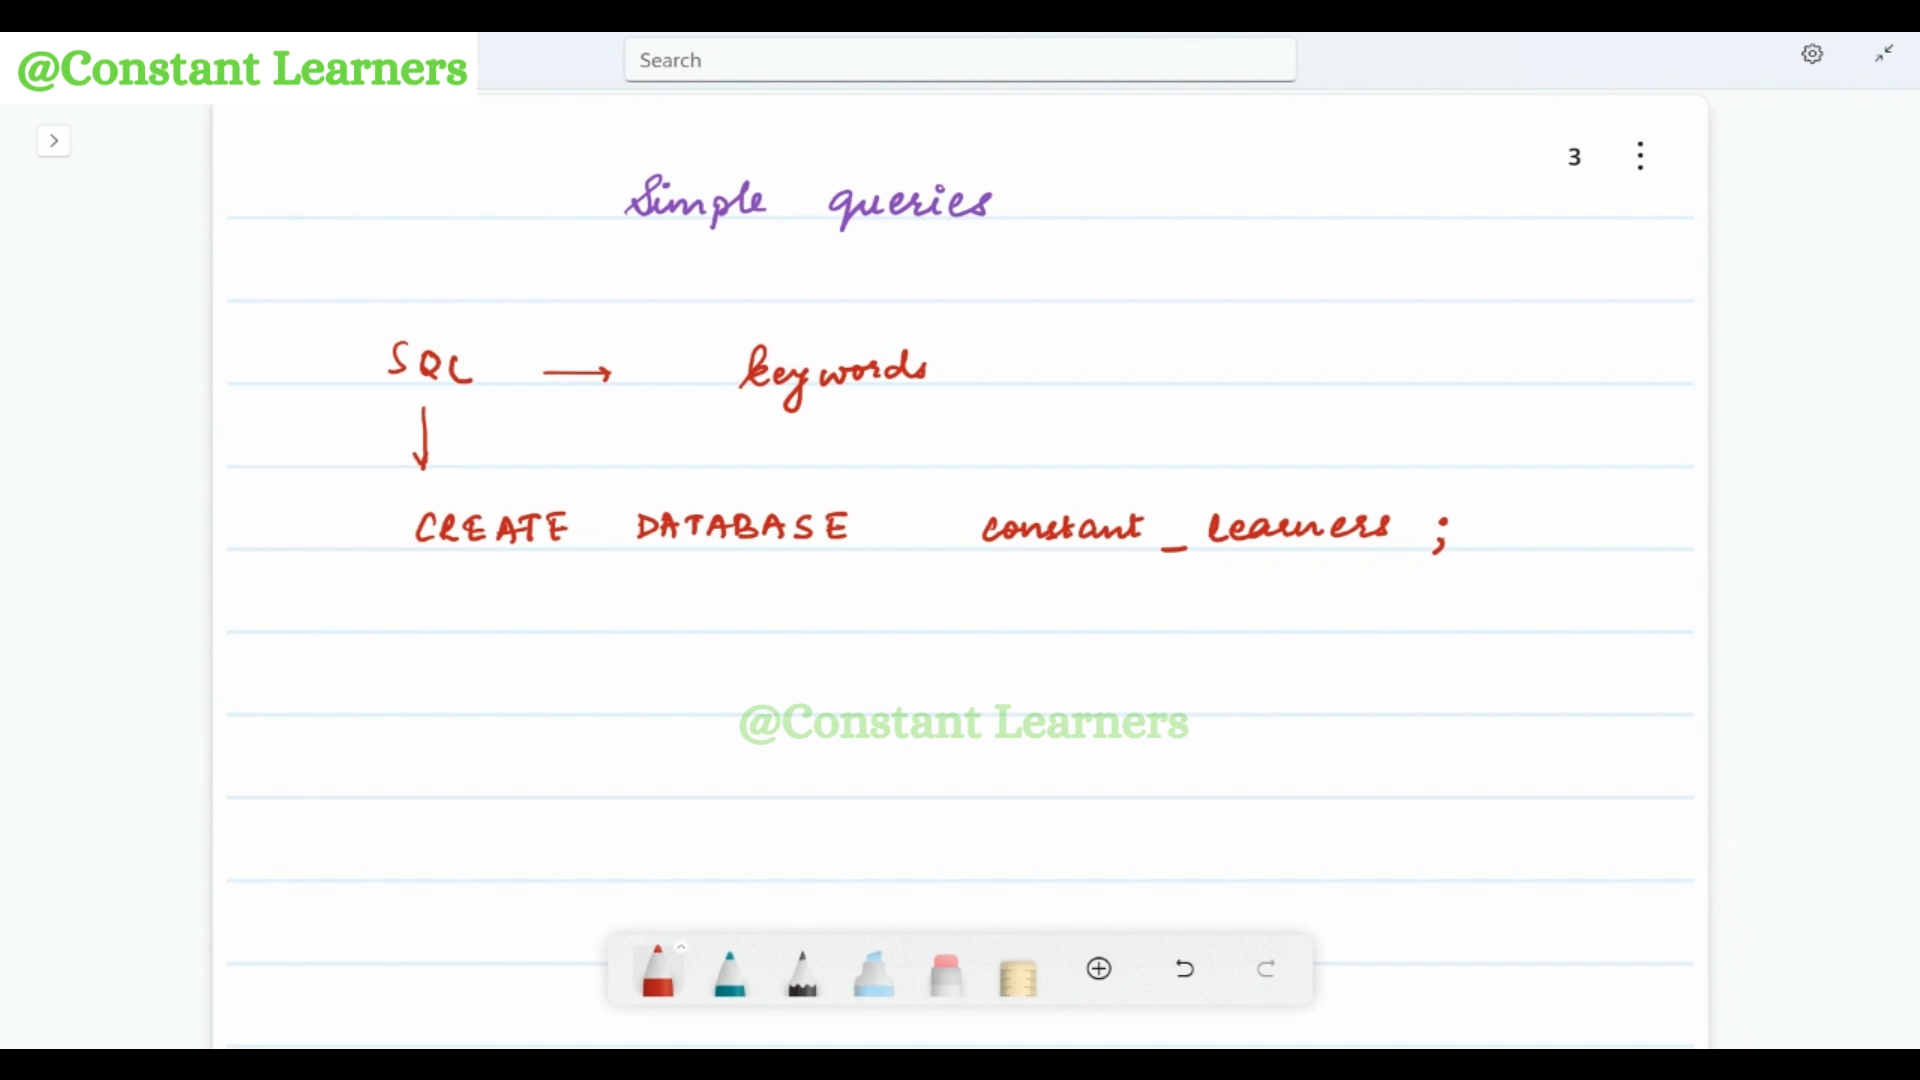 @Constant Learners
Search
3
Simple queries
SQL → keywords
↓
CREATE DATABASE constant_learners ;
@Constant Learners